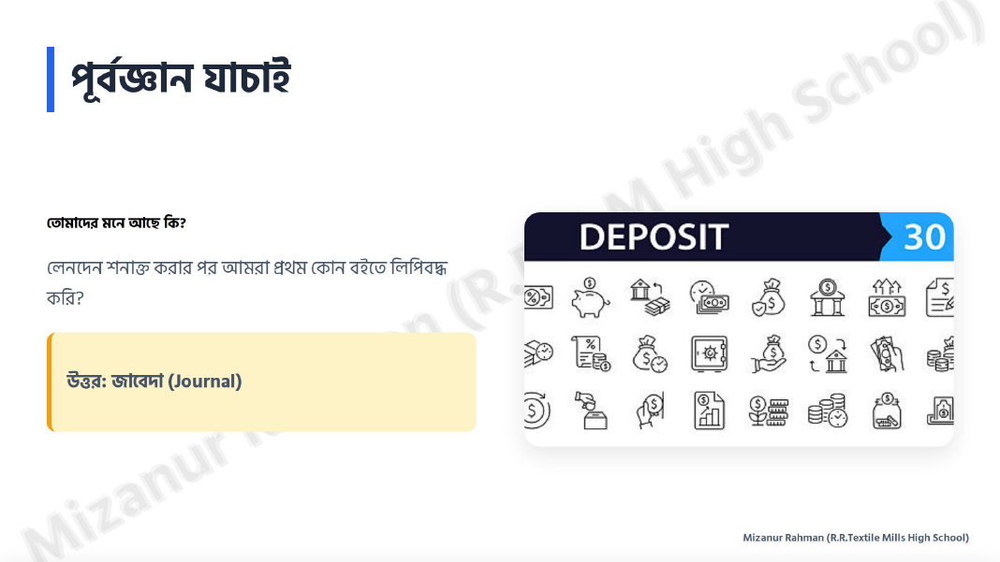 পূর্বজ্ঞান যাচাই
তোমাদের মনে আছে কি?
লেনদেন শনাক্ত করার পর আমরা প্রথম কোন বইতে লিপিবদ্ধ
করি?
উত্তর: জাবেদা (Journal)
DEPOSIT
30
Mizanur Rahman (R.R.Textile Mills High School)